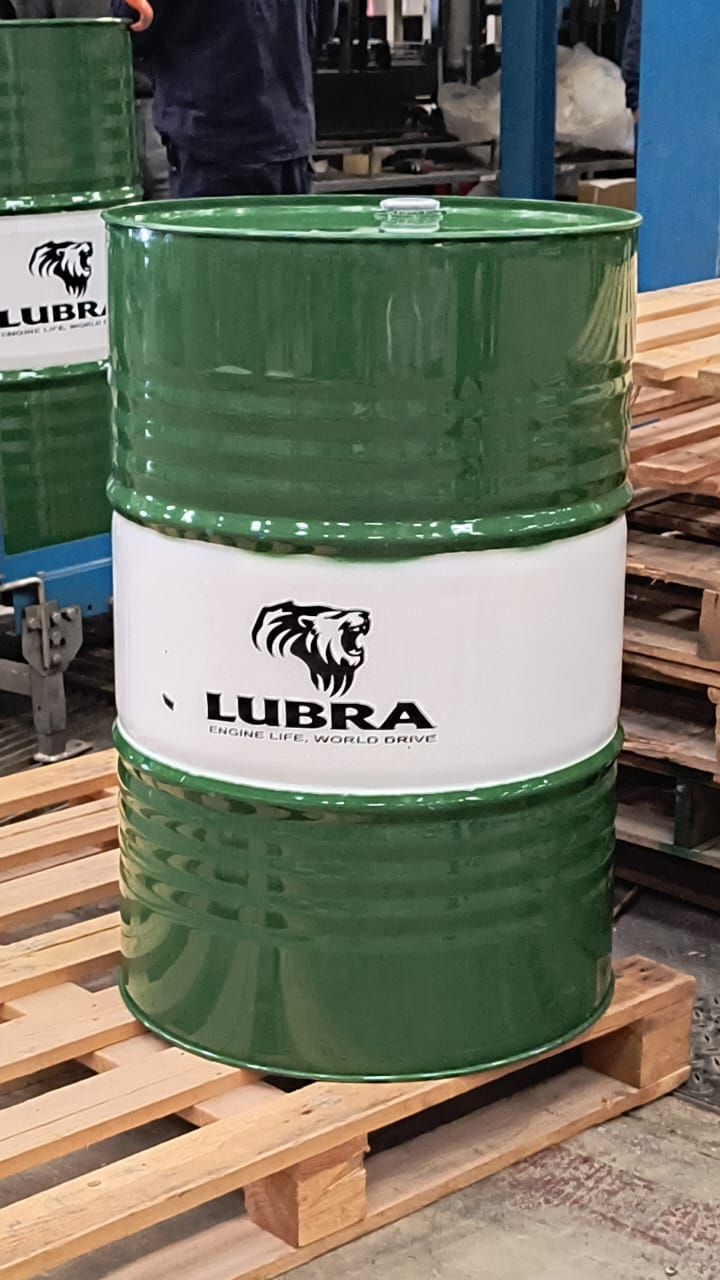 LUBRA
ENGINE LIFE, WORLD
LUBRA
ENGINE LIFE, WORLD DRIVE